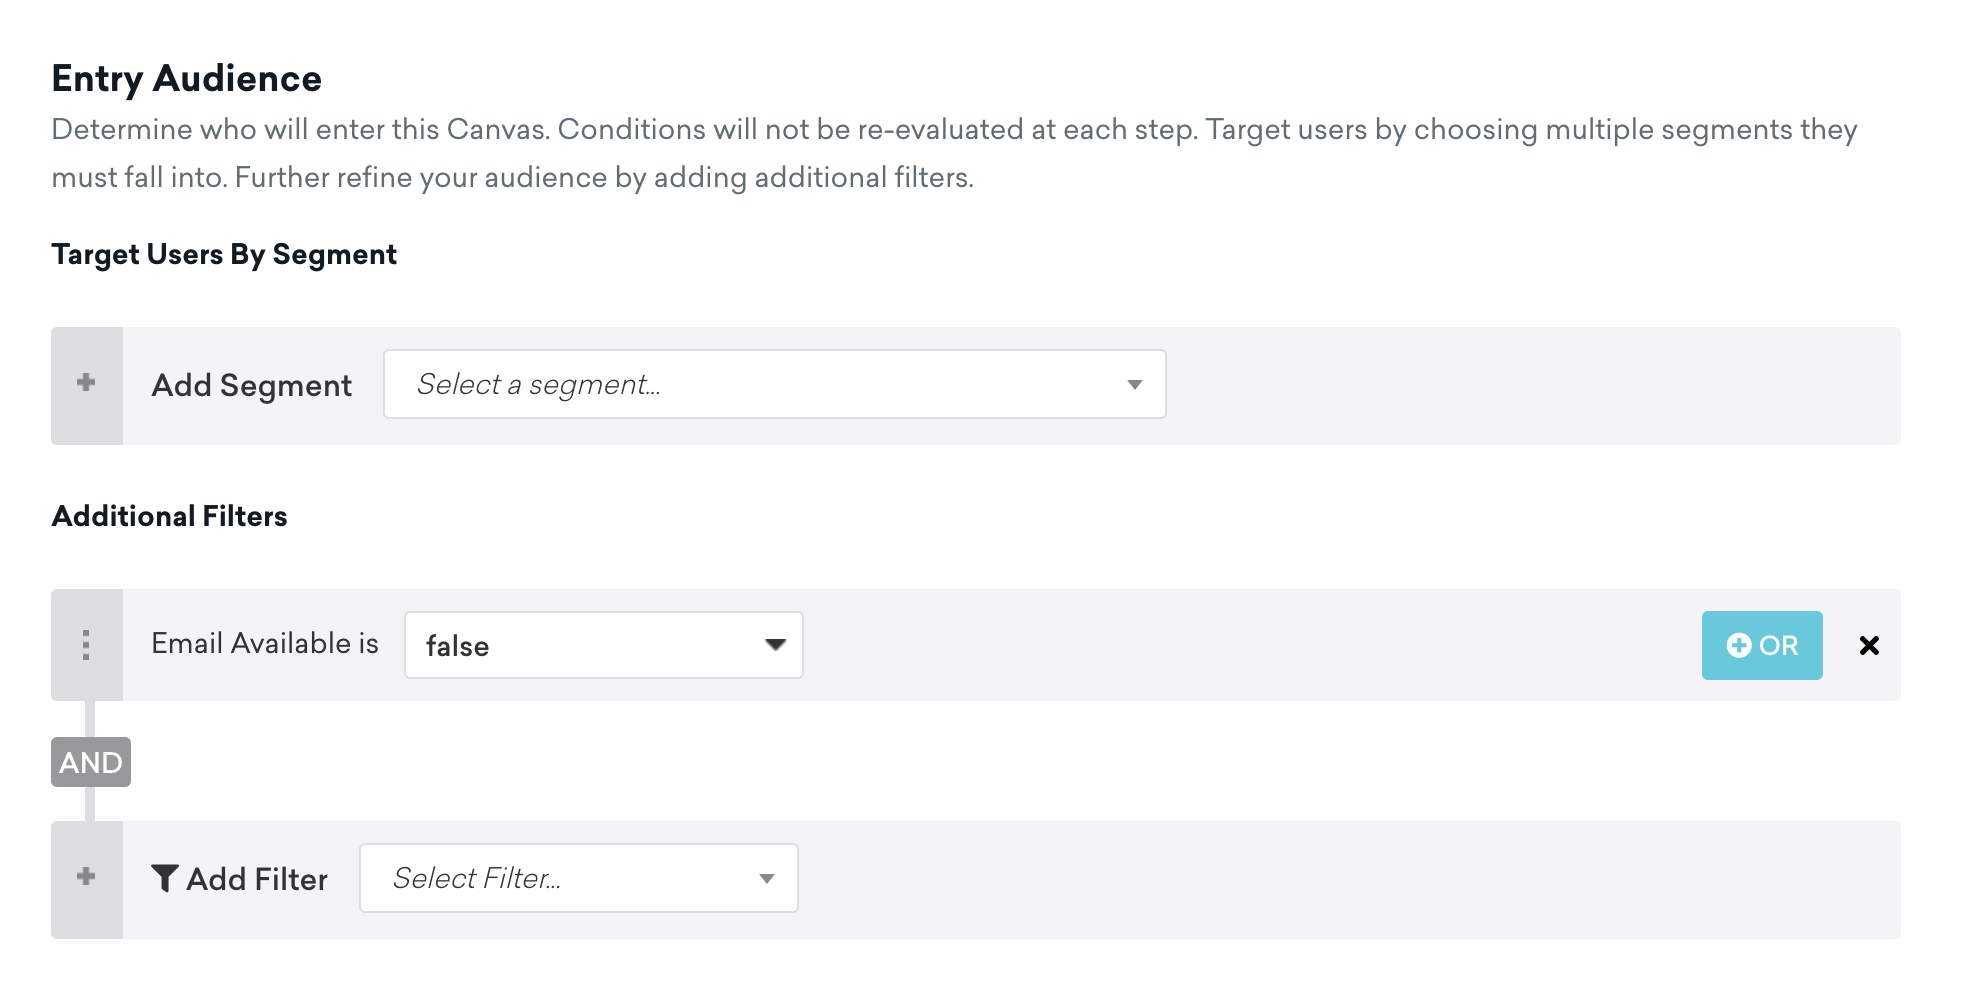 Entry Audience
Determine who will enter this Canvas. Conditions will not be re-evaluated at each step. Target users by choosing multiple segments they
must fall into. Further refine your audience by adding additional filters.
Target Users By Segment
Add Segment Select a segment...
Additional Filters
Email Available is false OR
AND
Add Filter Select Filter...